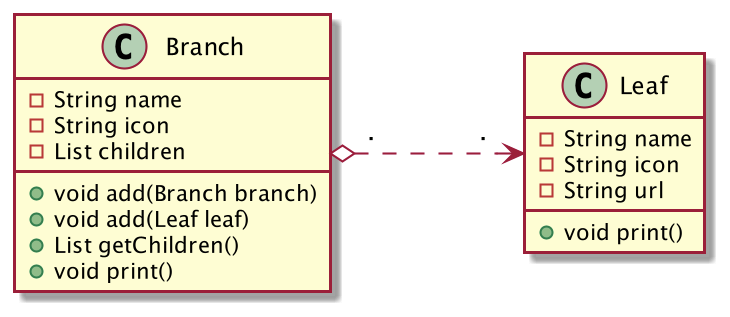 C Branch
String name
String icon
List children
void add(Branch branch)
void add(Leaf leaf)
List getChildren()
void print()
. .
C Leaf
String name
String icon
String url
void print()